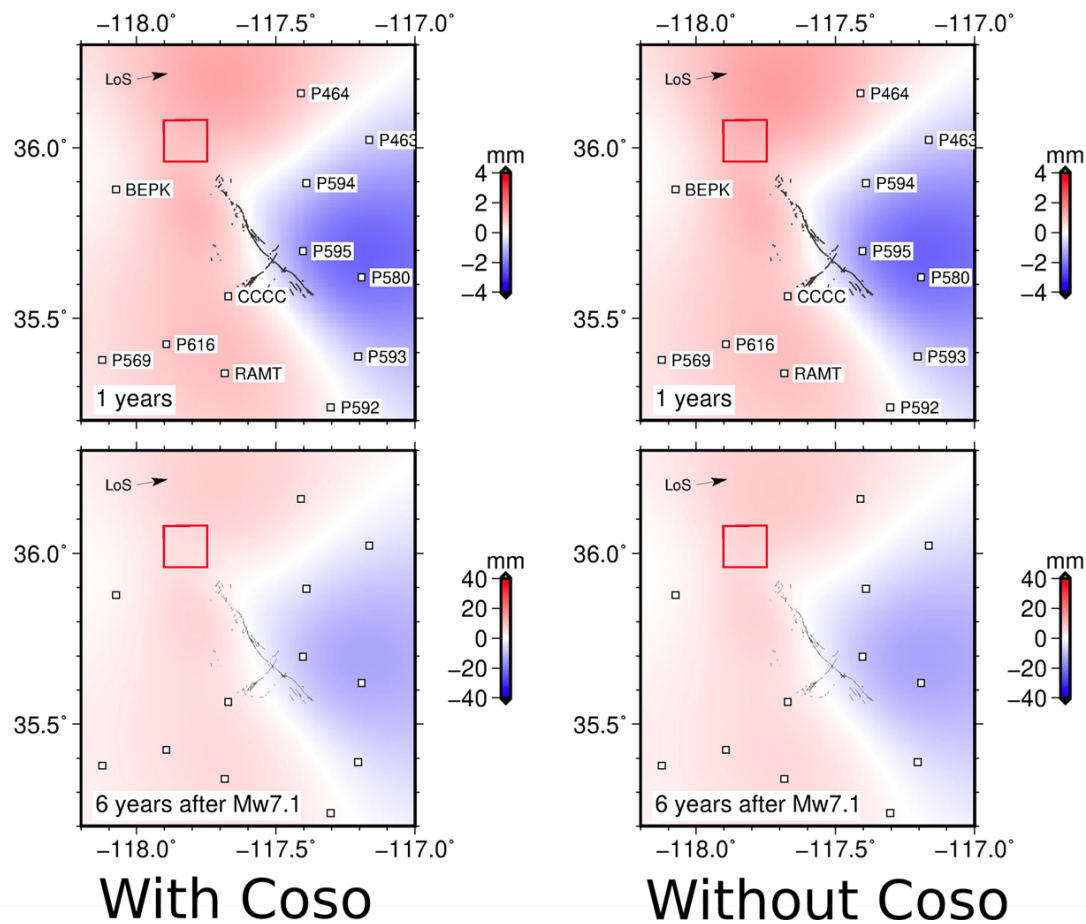 −118.0° −117.5° −117.0° −118.0° −117.5° −117.0°
LoS LoS
P464 P464
36.0° P463 mm 36.0° P463 mm
4 4
BEPK P594 2 BEPK P594 2
0 0
P595 −2 P595 −2
P580 −4 P580 −4
CCCC CCCC
35.5° 35.5°
P616 P593 P616 P593
P569 RAMT P569 RAMT
1 years P592 1 years P592
LoS LoS
36.0° mm 36.0° mm
40 40
20 20
0 0
−20 −20
−40 −40
35.5° 35.5°
6 years after Mw7.1 6 years after Mw7.1
−118.0° −117.5° −117.0° −118.0° −117.5° −117.0°
With Coso Without Coso